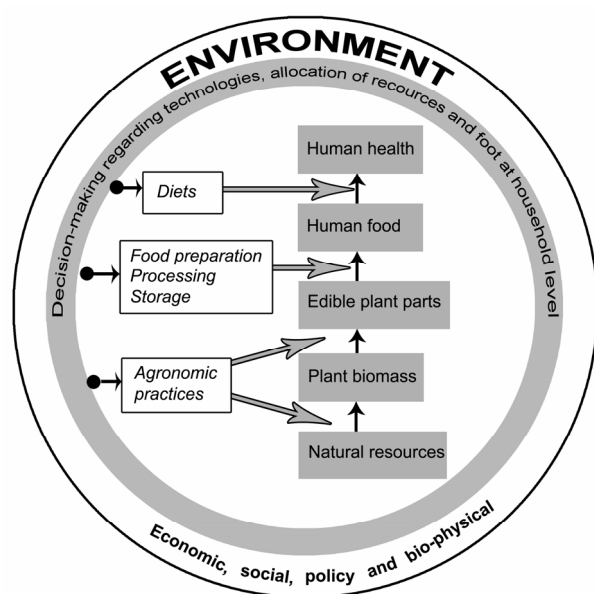 ENVIRONMENT
Decision-making regarding technologies, allocation of recources and foot at household level
Human health
Diets
Human food
Food preparation
Processing
Storage
Edible plant parts
Agronomic
practices
Plant biomass
Natural resources
Economic, social, policy and bio-physical